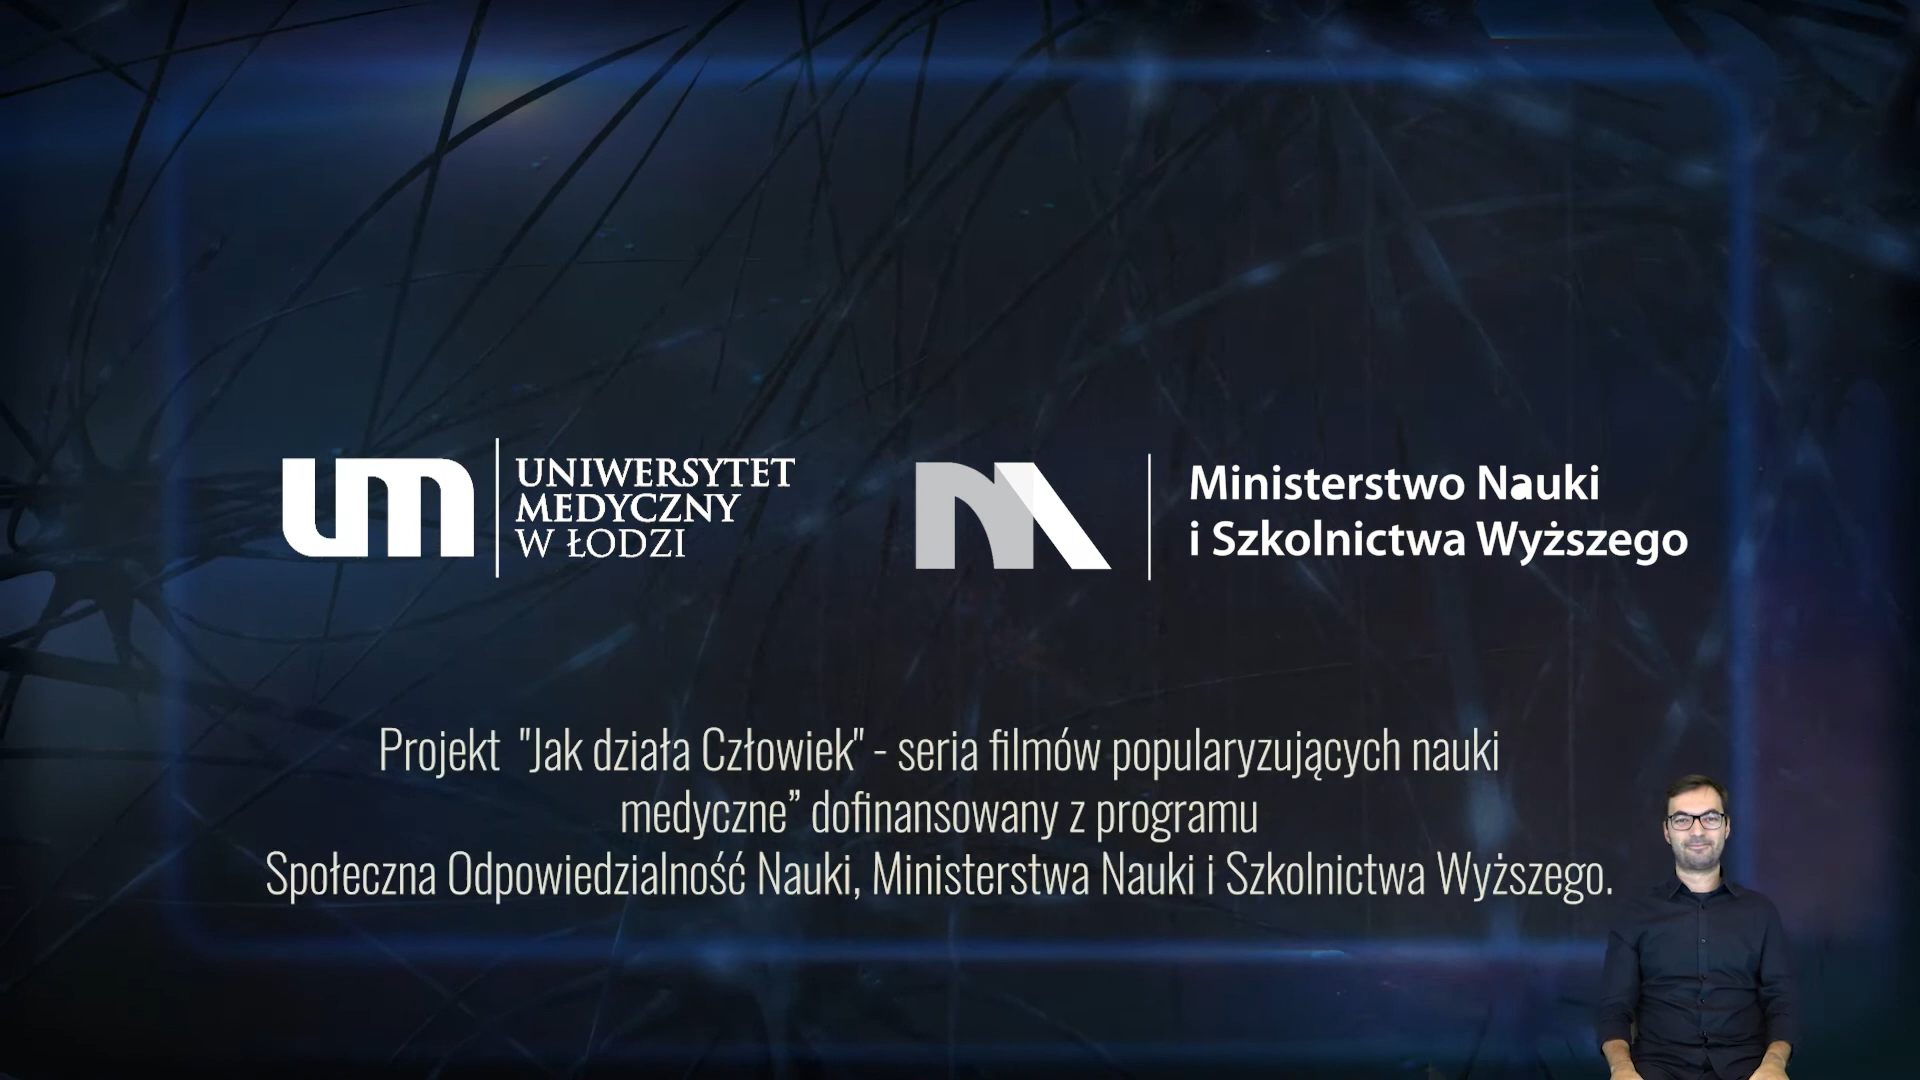 um
UNIWERSYTET
MEDYCZNY
W ŁODZI
Ministerstwo Nauki
i Szkolnictwa Wyższego
Projekt "Jak działa Człowiek" - seria filmów popularyzujących nauki
medyczne” dofinansowany z programu
Społeczna Odpowiedzialność Nauki, Ministerstwa Nauki i Szkolnictwa Wyższego.